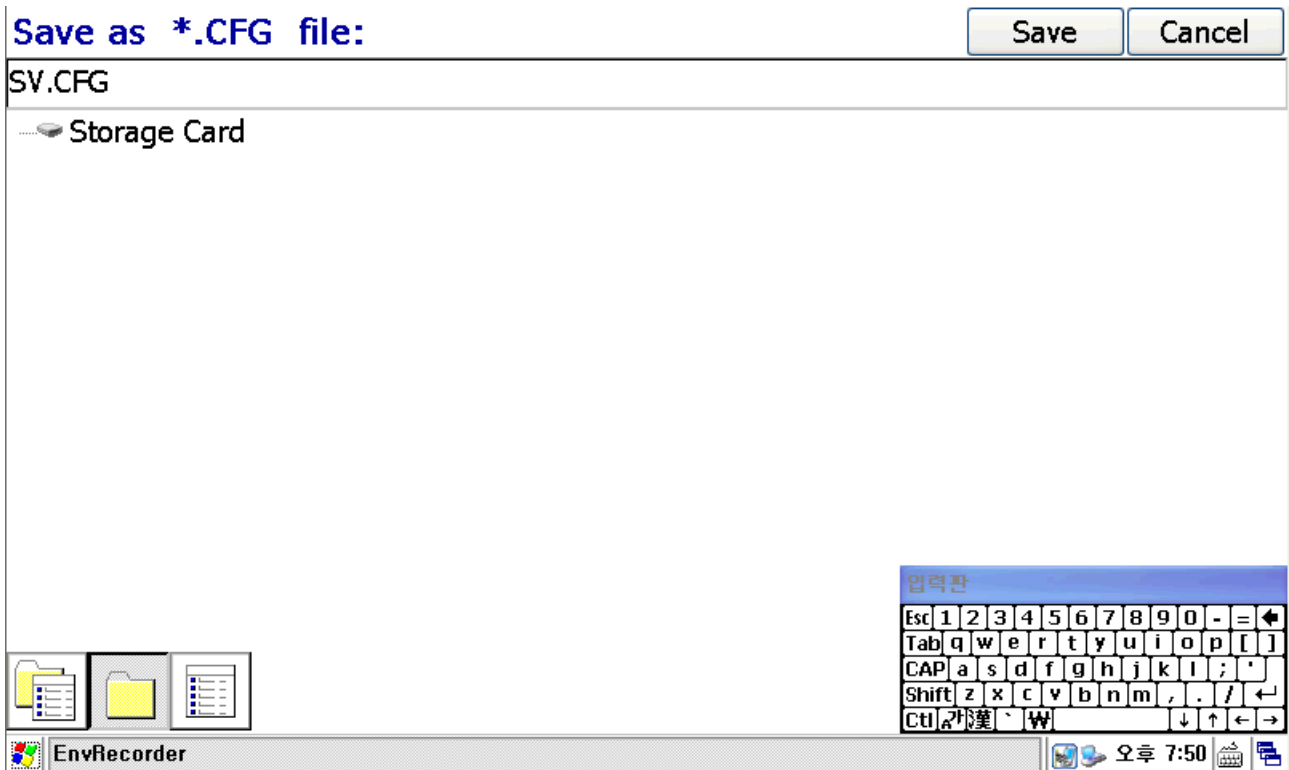 Save as *.CFG file:
Save
Cancel
SV.CFG
Storage Card
입력판
Esc 1 2 3 4 5 6 7 8 9 0 - =
Tab q w e r t y u i o p [ ]
CAP a s d f g h j k l ; '
Shift z x c v b n m , . / ↵
Ctl 가 漢 ` ₩ ↓ ↑ ← →
EnvRecorder
오후 7:50